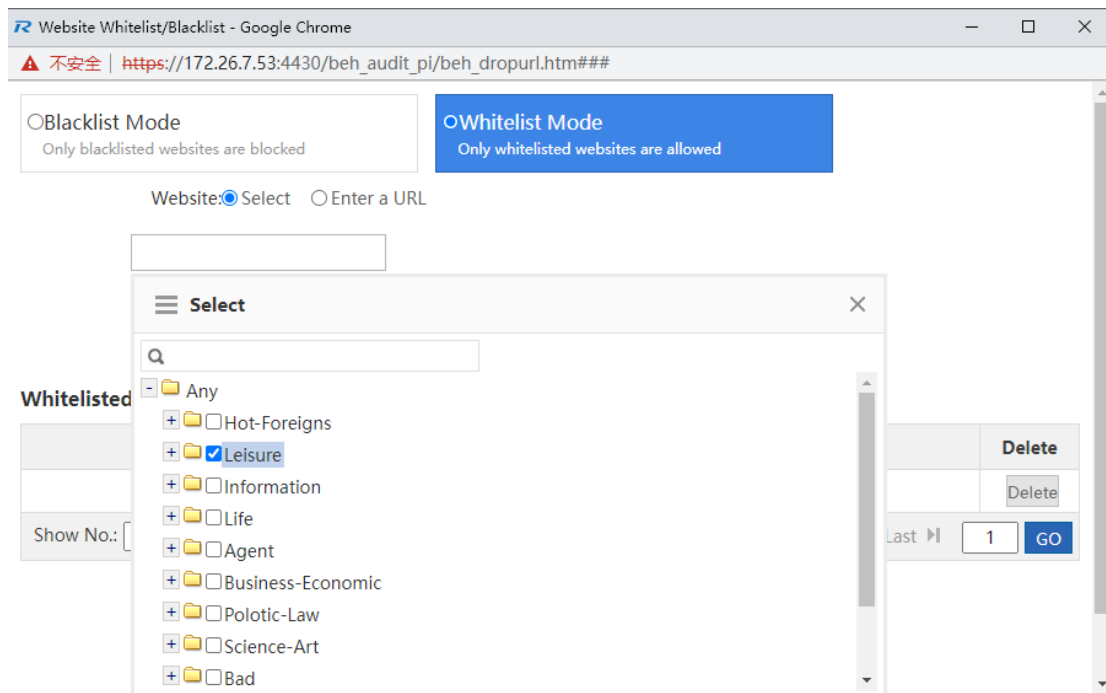 Website Whitelist/Blacklist - Google Chrome
不安全 | https://172.26.7.53:4430/beh_audit_pi/beh_dropurl.htm###
Blacklist Mode
Only blacklisted websites are blocked
Whitelist Mode
Only whitelisted websites are allowed
Website: Select Enter a URL
Select
Any
Hot-Foreigns
Whitelisted
Leisure
Delete
Information
Delete
Life
Show No.:
Last
1
GO
Agent
Business-Economic
Polotic-Law
Science-Art
Bad